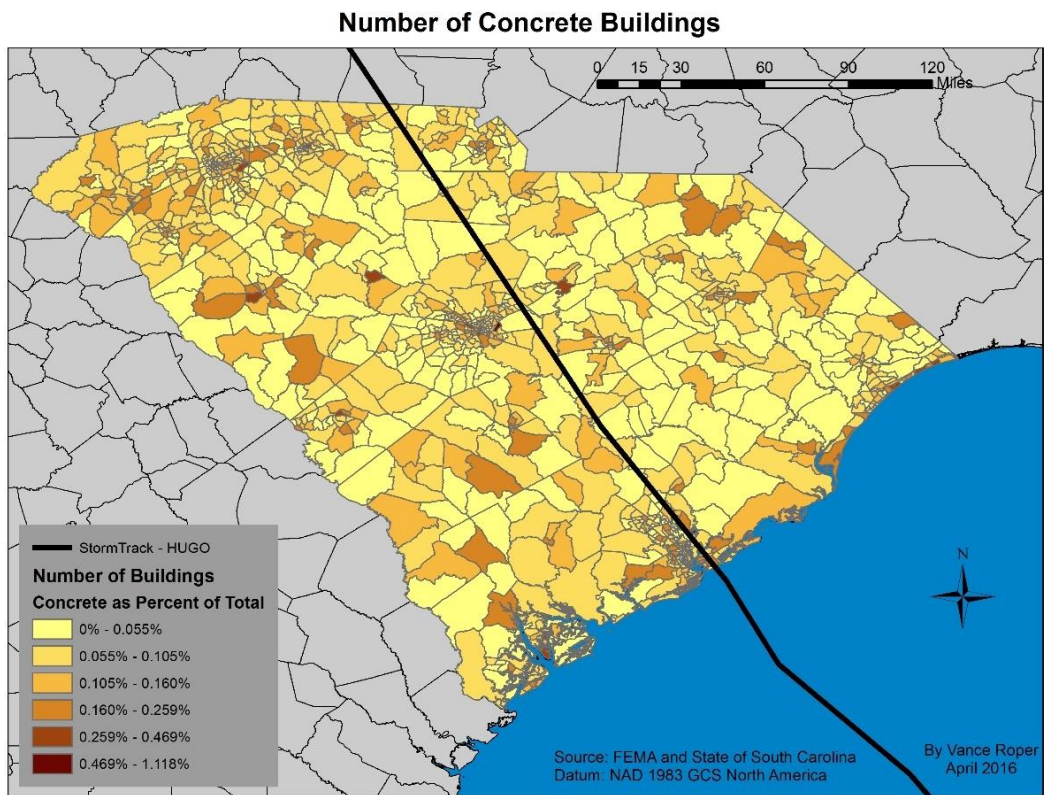 Number of Concrete Buildings
0 15 30 60 90 120
Miles
StormTrack - HUGO
Number of Buildings
Concrete as Percent of Total
0% - 0.055%
0.055% - 0.105%
0.105% - 0.160%
0.160% - 0.259%
0.259% - 0.469%
0.469% - 1.118%
N
Source: FEMA and State of South Carolina
Datum: NAD 1983 GCS North America
By Vance Roper
April 2016